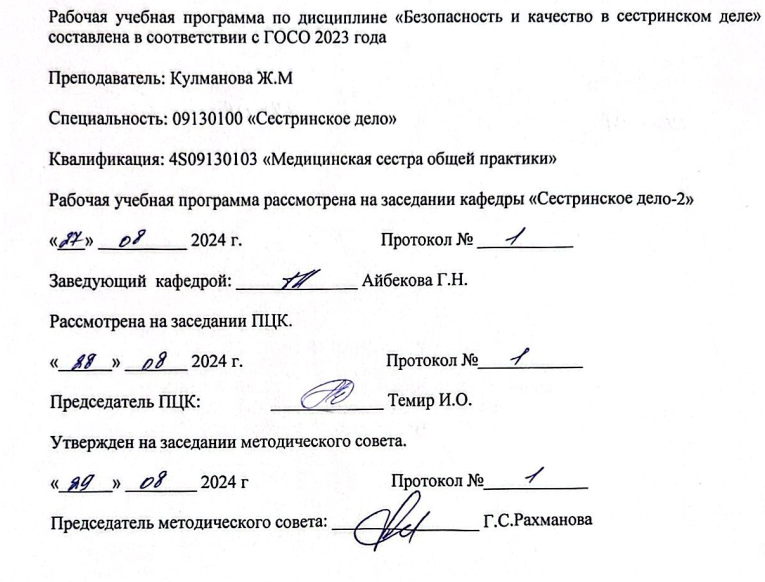 Рабочая учебная программа по дисциплине «Безопасность и качество в сестринском деле»
составлена в соответствии с ГОСО 2023 года
Преподаватель: Кулманова Ж.М
Специальность: 09130100 «Сестринское дело»
Квалификация: 4S09130103 «Медицинская сестра общей практики»
Рабочая учебная программа рассмотрена на заседании кафедры «Сестринское дело-2»
«27» 08 2024 г. Протокол № 1
Заведующий кафедрой: Айбекова Г.Н.
Рассмотрена на заседании ПЦК.
«28» 08 2024 г. Протокол № 1
Председатель ПЦК: Темир И.О.
Утвержден на заседании методического совета.
«29» 08 2024 г Протокол № 1
Председатель методического совета: Г.С.Рахманова